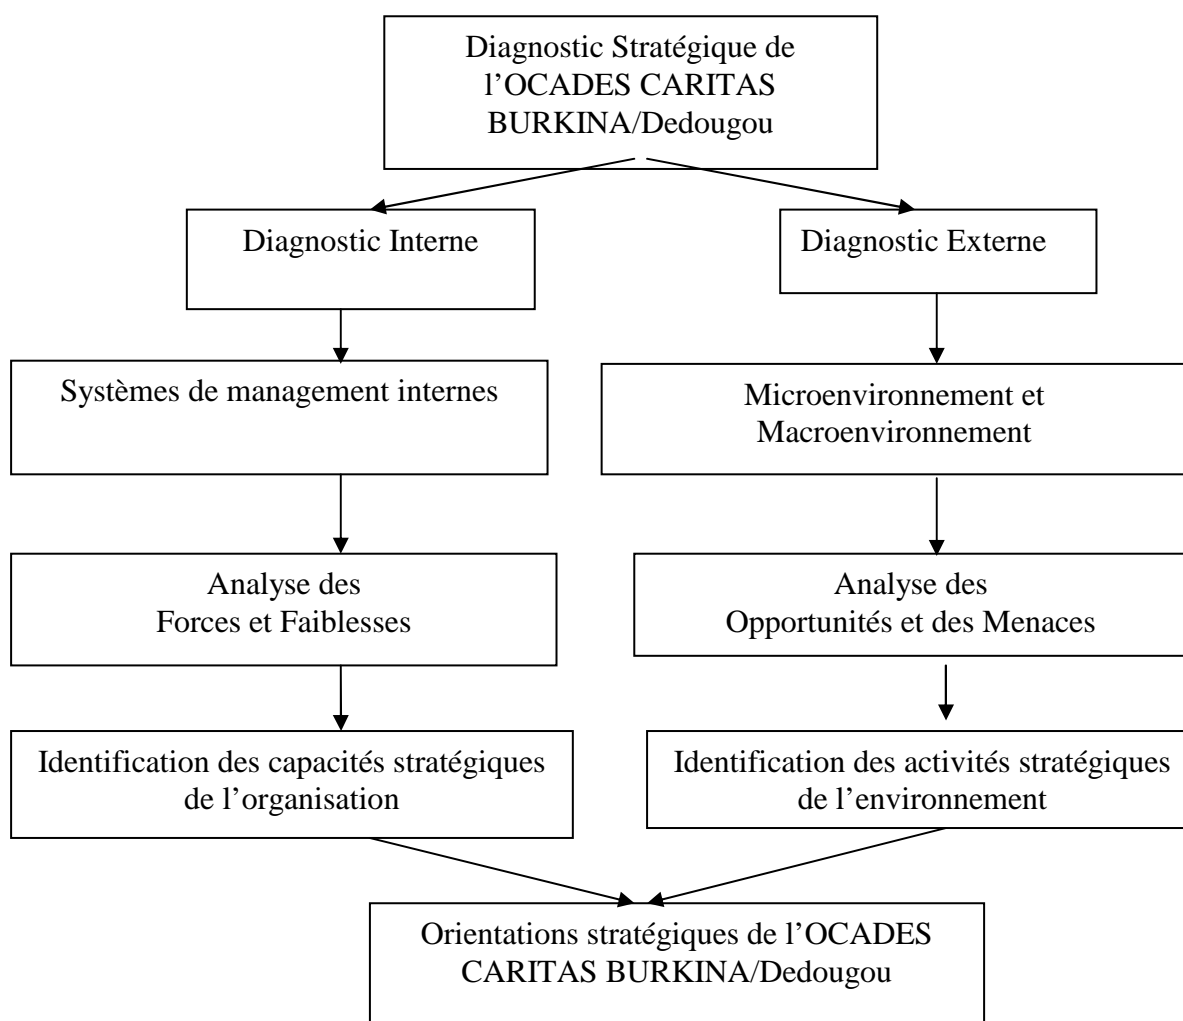 Diagnostic Stratégique de
l’OCADES CARITAS
BURKINA/Dedougou
Diagnostic Interne
Diagnostic Externe
Systèmes de management internes
Microenvironnement et
Macroenvironnement
Analyse des
Forces et Faiblesses
Analyse des
Opportunités et des Menaces
Identification des capacités stratégiques
de l’organisation
Identification des activités stratégiques
de l’environnement
Orientations stratégiques de l’OCADES
CARITAS BURKINA/Dedougou